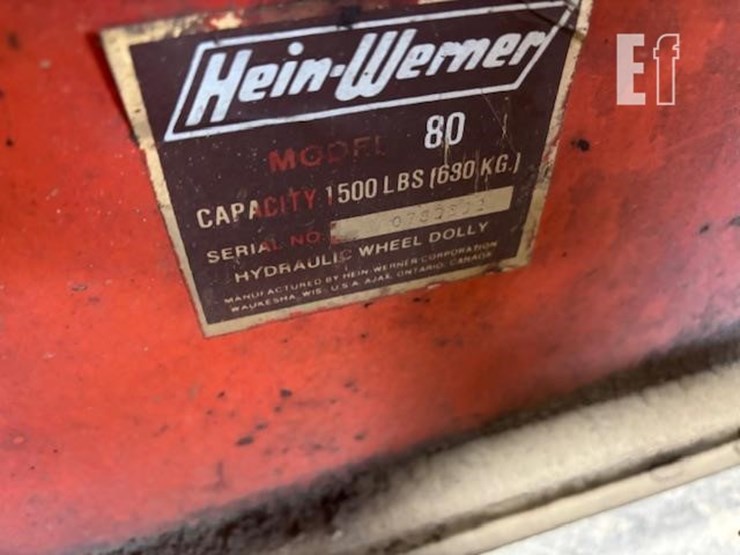 Hein-Werner
MODEL 80
CAPACITY 1500 LBS (680 KG.)
SERIAL NO.
HYDRAULIC WHEEL DOLLY
MANUFACTURED BY HEIN-WERNER CORPORATION
WAUKESHA, WIS. U.S.A. AJAX, ONTARIO, CANADA
Ef